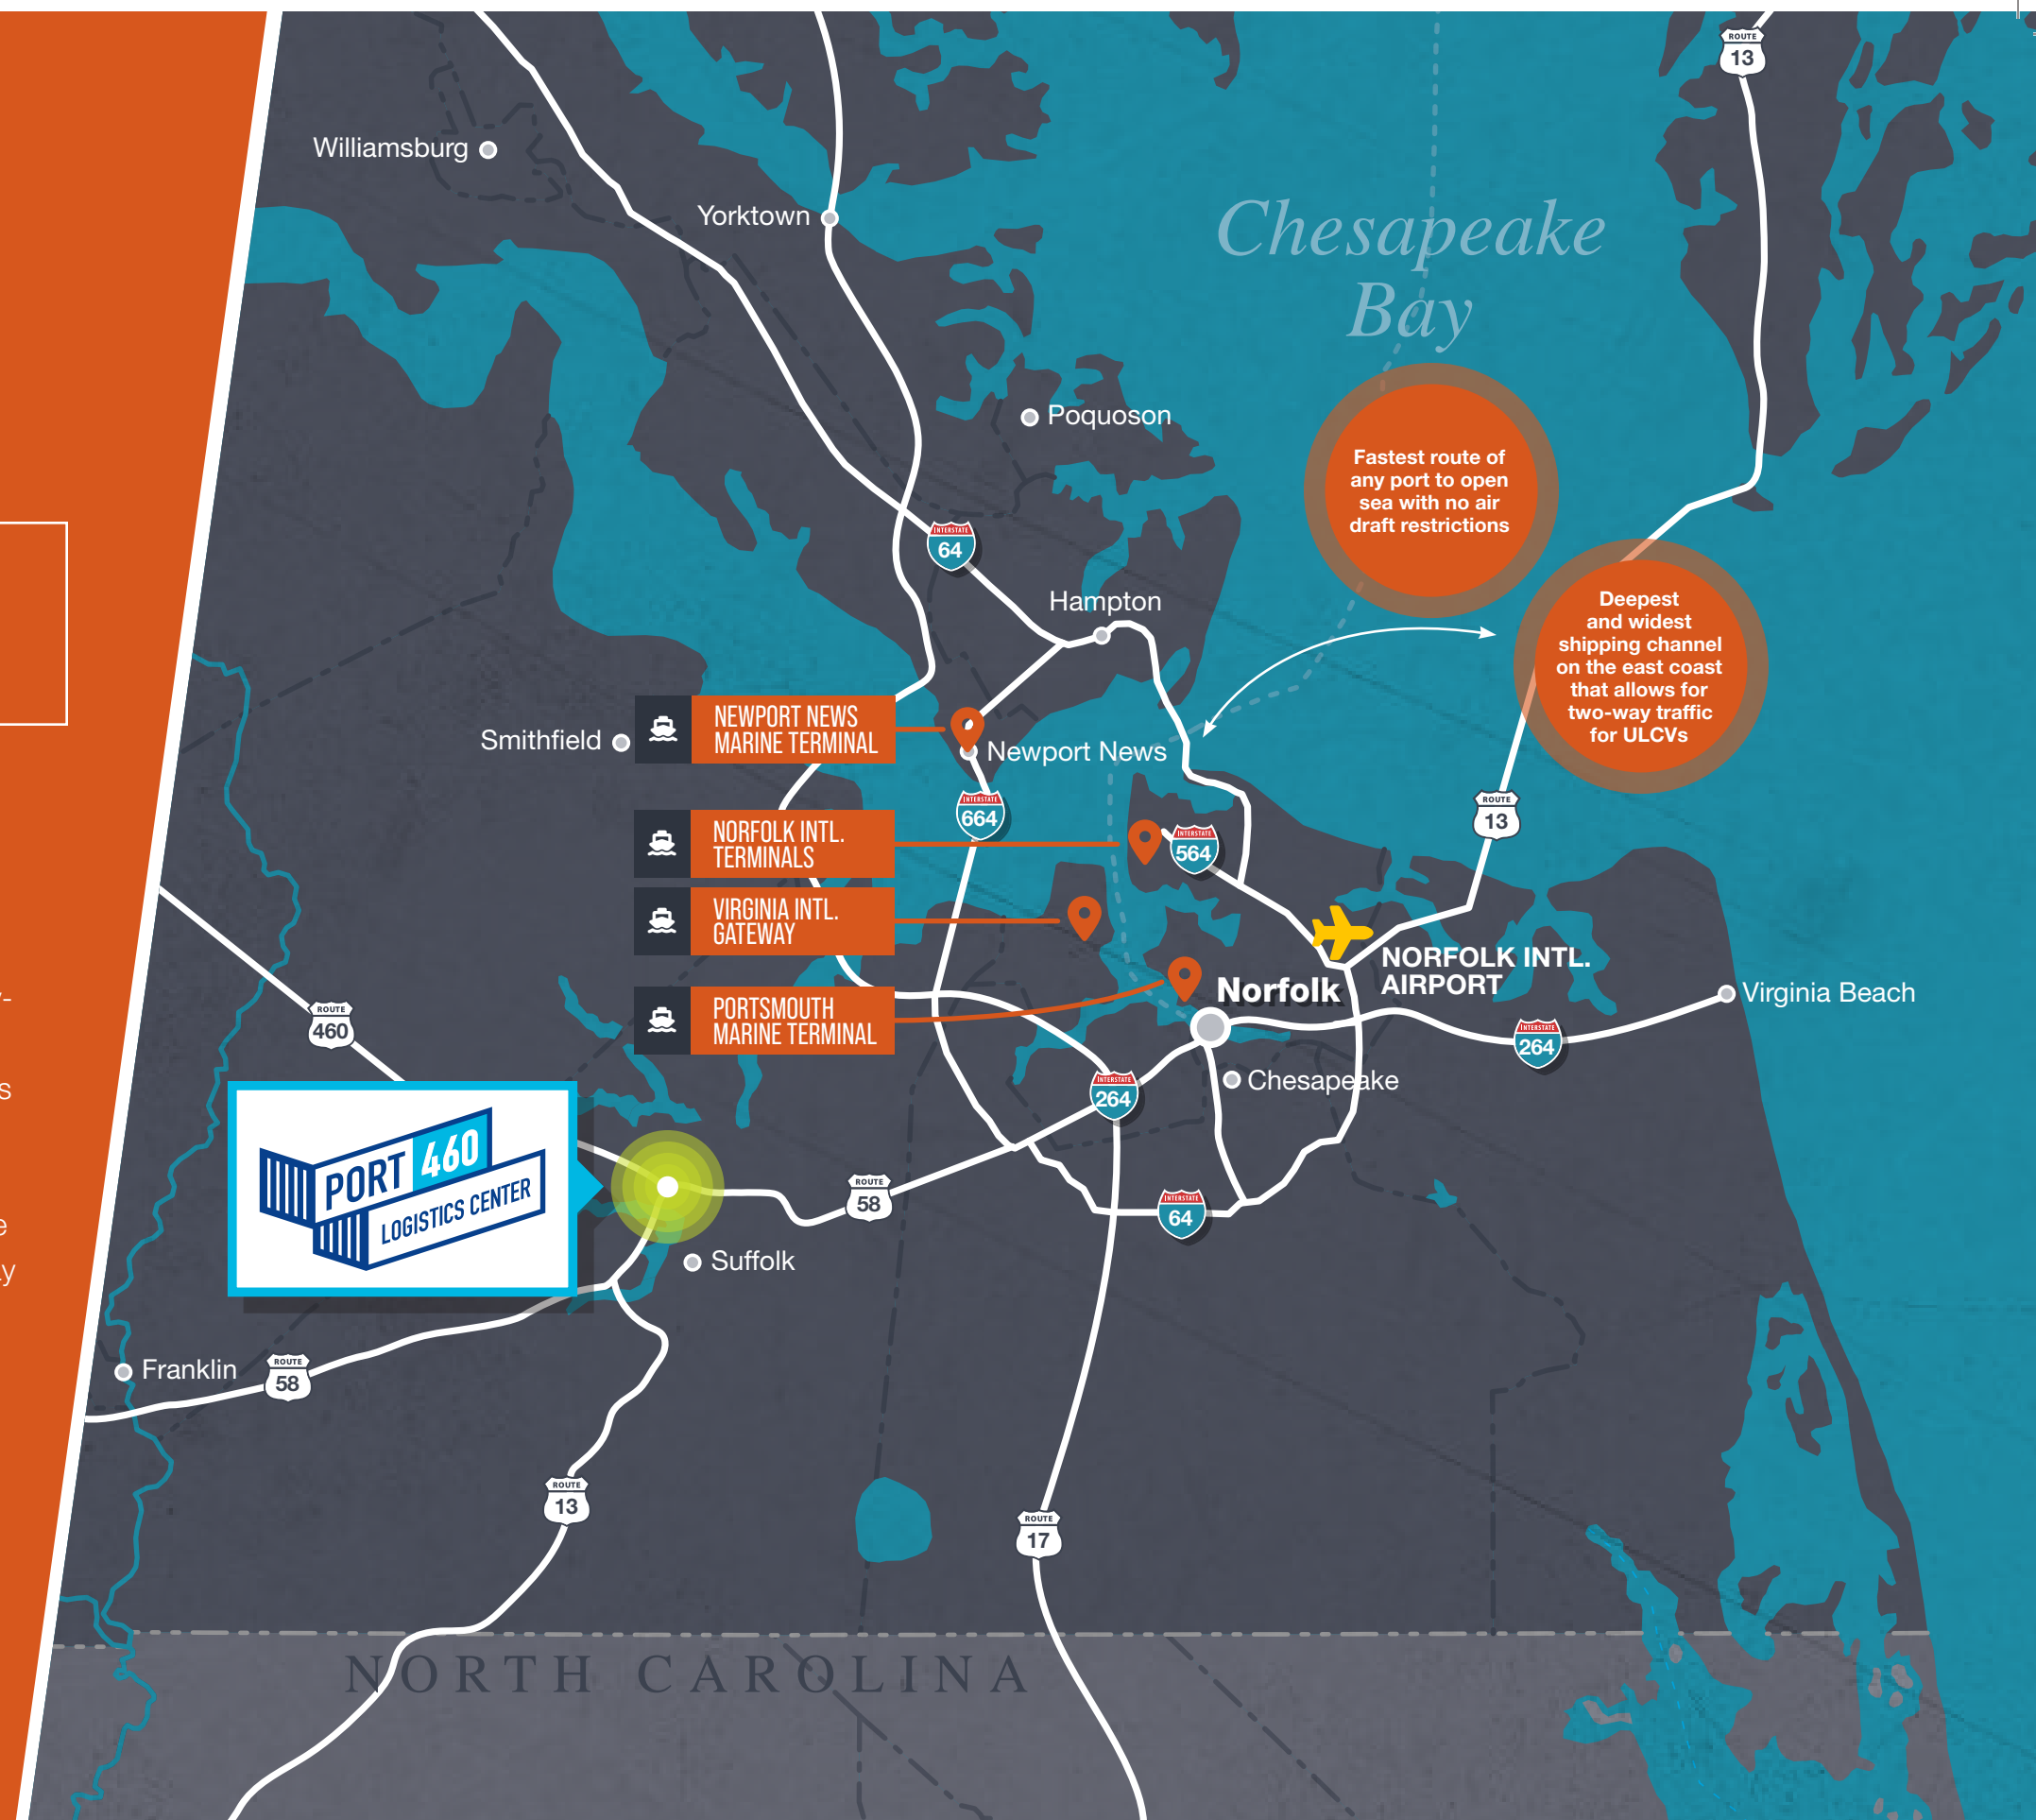 ROUTE
13
Williamsburg
Yorktown
Chesapeake
Bay
Poquoson
Fastest route of
any port to open
sea with no air
draft restrictions
INTERSTATE
64
Hampton
Deepest
and widest
shipping channel
on the east coast
that allows for
two-way traffic
for ULCVs
Smithfield
NEWPORT NEWS
MARINE TERMINAL
Newport News
INTERSTATE
664
ROUTE
13
NORFOLK INTL.
TERMINALS
INTERSTATE
564
VIRGINIA INTL.
GATEWAY
NORFOLK INTL.
AIRPORT
Norfolk
Virginia Beach
PORTSMOUTH
MARINE TERMINAL
ROUTE
460
INTERSTATE
264
INTERSTATE
264
Chesapeake
PORT 460
LOGISTICS CENTER
ROUTE
58
INTERSTATE
64
Suffolk
Franklin
ROUTE
58
ROUTE
13
ROUTE
17
NORTH CAROLINA